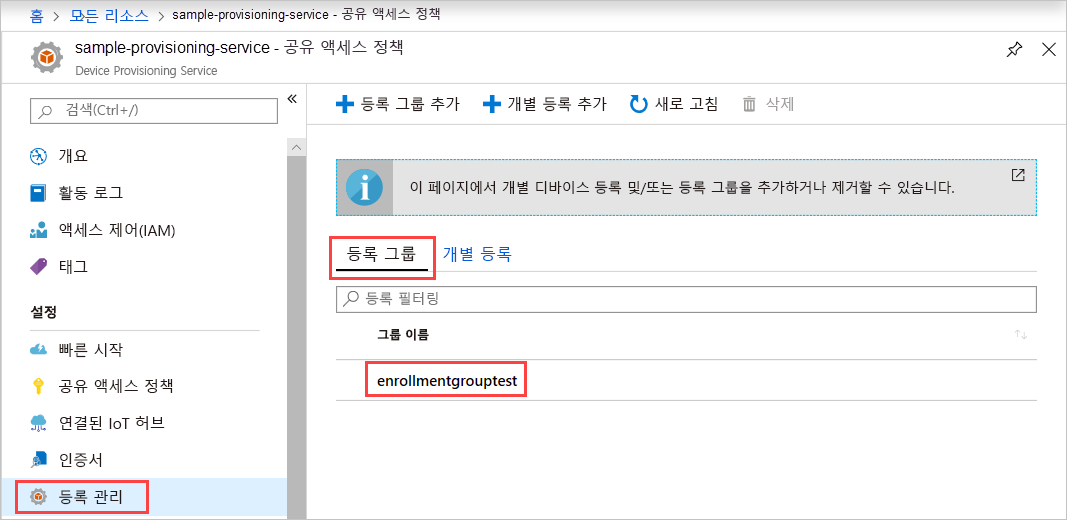 홈 > 모든 리소스 > sample-provisioning-service - 공유 액세스 정책
sample-provisioning-service - 공유 액세스 정책
Device Provisioning Service
검색(Ctrl+/)
개요
활동 로그
액세스 제어(IAM)
태그
설정
빠른 시작
공유 액세스 정책
연결된 IoT 허브
인증서
등록 관리
등록 그룹 추가 개별 등록 추가 새로 고침 삭제
이 페이지에서 개별 디바이스 등록 및/또는 등록 그룹을 추가하거나 제거할 수 있습니다.
등록 그룹 개별 등록
등록 필터링
그룹 이름
enrollmentgrouptest